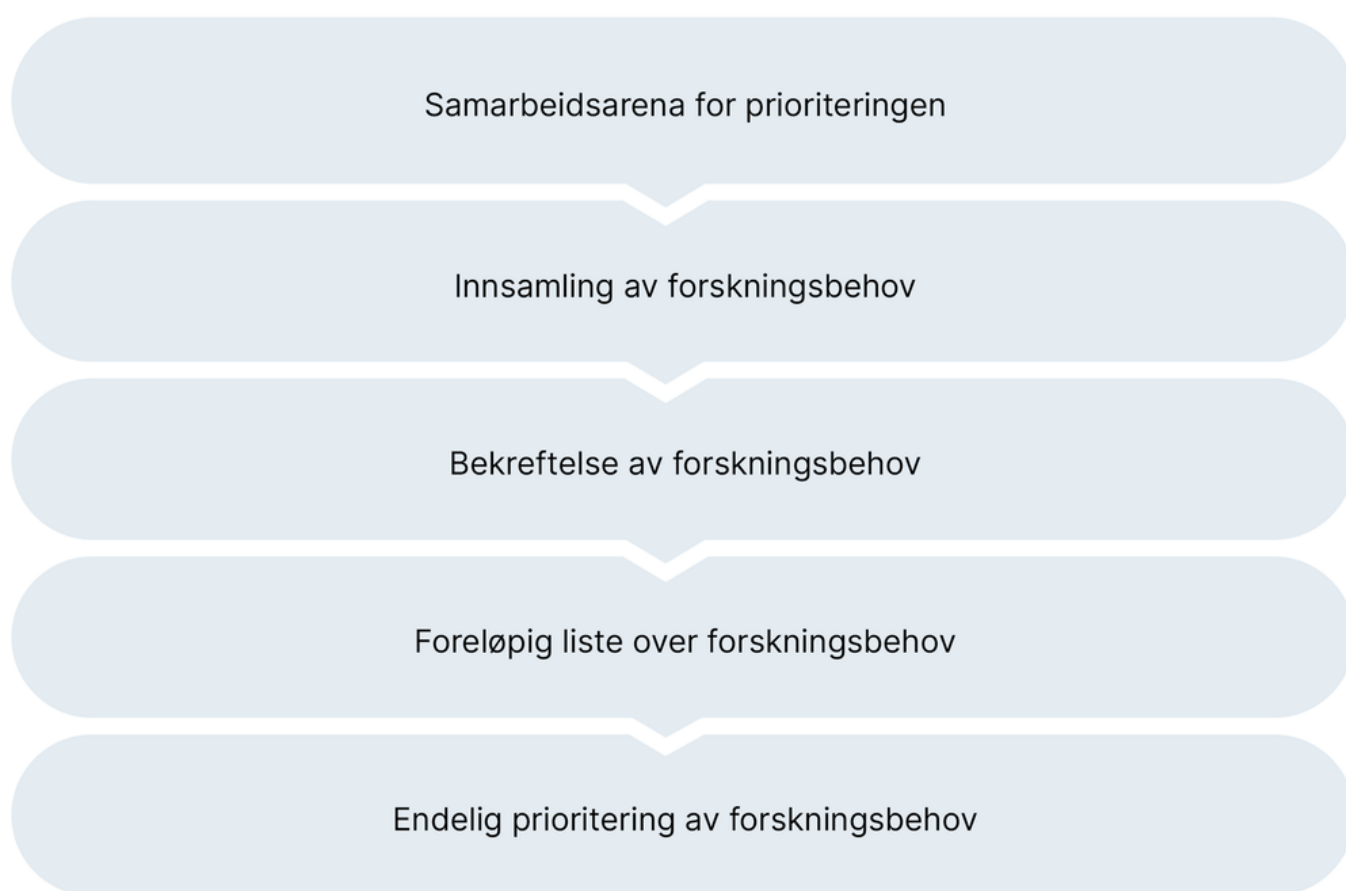 Samarbeidsarena for prioriteringen
Innsamling av forskningsbehov
Bekreftelse av forskningsbehov
Foreløpig liste over forskningsbehov
Endelig prioritering av forskningsbehov